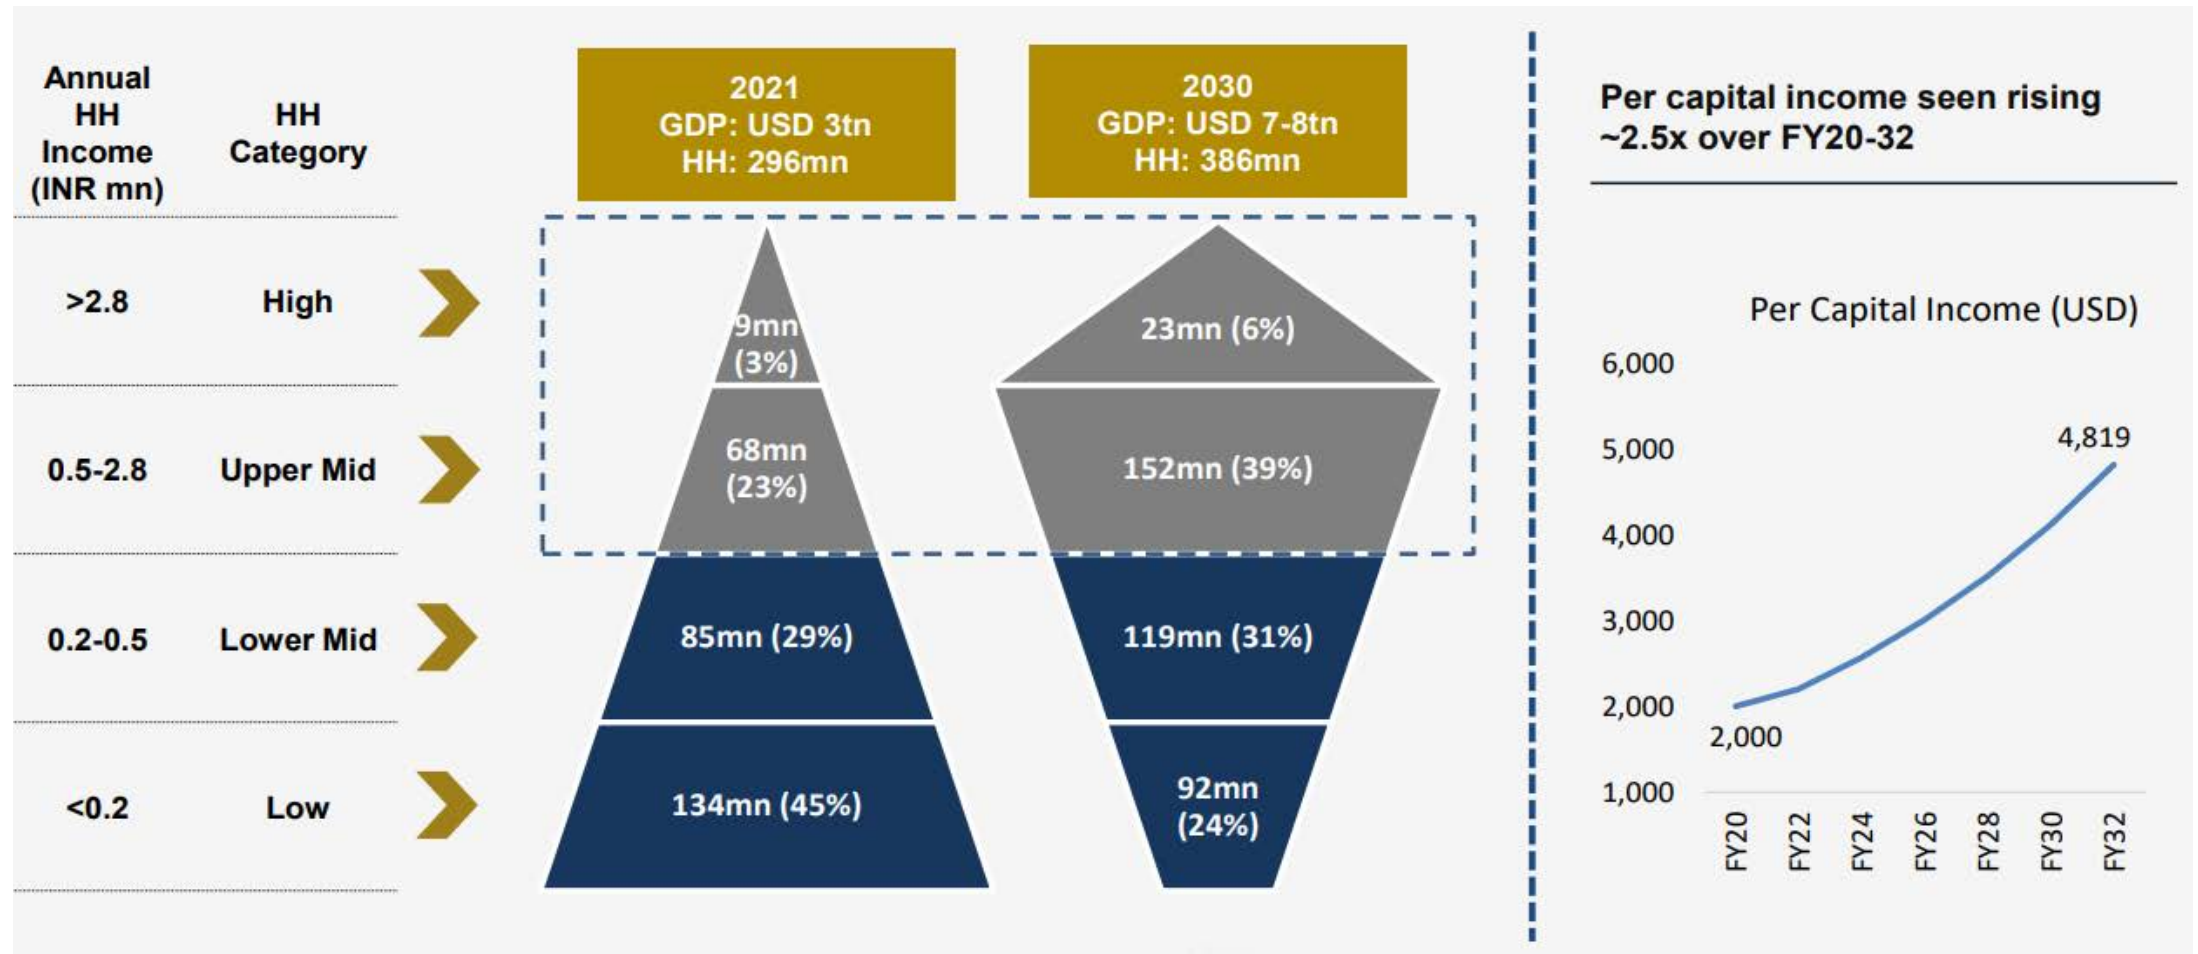 Annual
HH
Income
(INR mn)
HH
Category
2021
GDP: USD 3tn
HH: 296mn
2030
GDP: USD 7-8tn
HH: 386mn
>2.8
High
9mn
(3%)
23mn (6%)
0.5-2.8
Upper Mid
68mn
(23%)
152mn (39%)
0.2-0.5
Lower Mid
85mn (29%)
119mn (31%)
<0.2
Low
134mn (45%)
92mn
(24%)
Per capital income seen rising
~2.5x over FY20-32
Per Capital Income (USD)
6,000
5,000
4,000
3,000
2,000
1,000
4,819
2,000
FY20
FY22
FY24
FY26
FY28
FY30
FY32